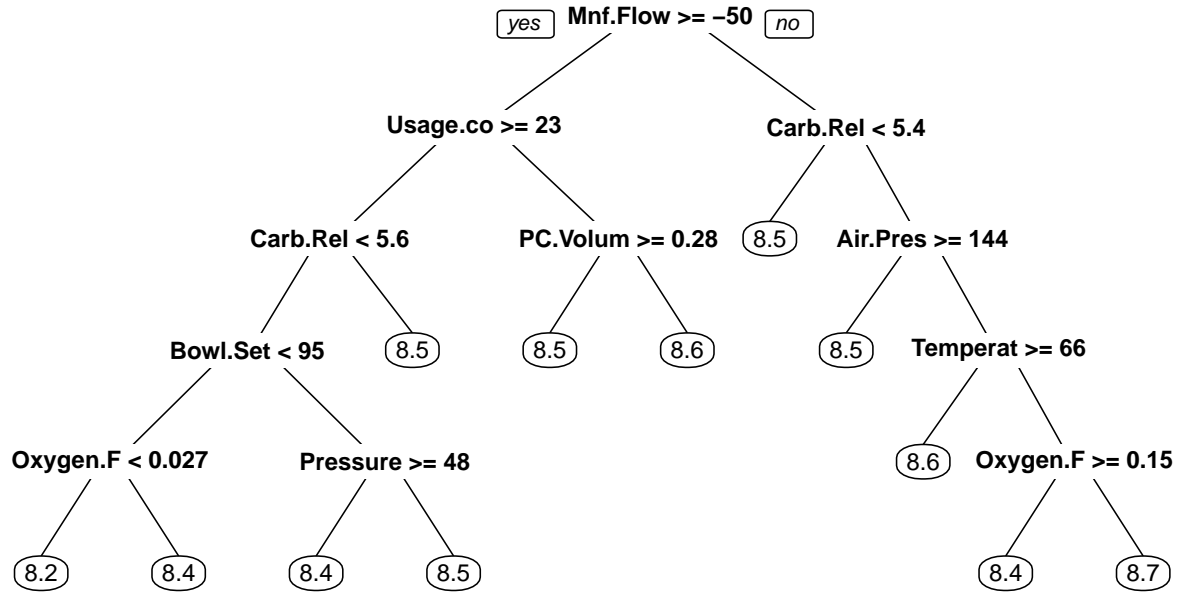 yes Mnf.Flow >= −50 no
Usage.co >= 23 Carb.Rel < 5.4
Carb.Rel < 5.6 PC.Volum >= 0.28 8.5 Air.Pres >= 144
Bowl.Set < 95 8.5 8.5 8.6 8.5 Temperat >= 66
Oxygen.F < 0.027 Pressure >= 48 8.6 Oxygen.F >= 0.15
8.2 8.4 8.4 8.5 8.4 8.7